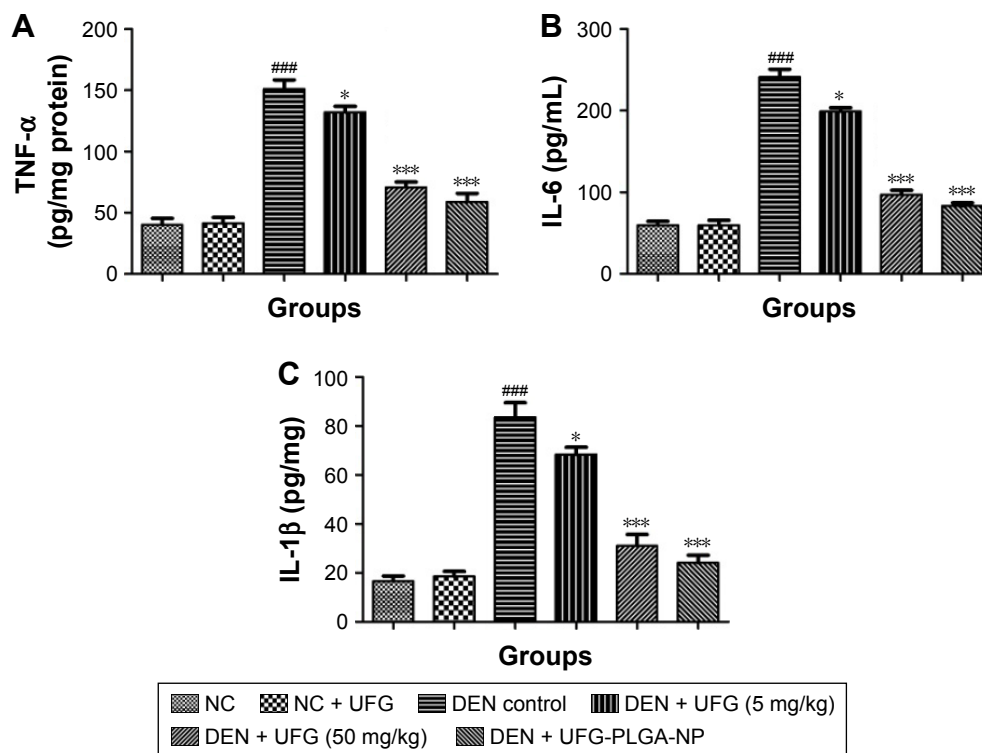 A
TNF-α
(pg/mg protein)
200
150
100
50
0
###
*
***
***
Groups
B
IL-6 (pg/mL)
300
200
100
0
###
*
***
***
Groups
C
IL-1β (pg/mg)
100
80
60
40
20
0
###
*
***
***
Groups
NC NC + UFG DEN control DEN + UFG (5 mg/kg)
DEN + UFG (50 mg/kg) DEN + UFG-PLGA-NP